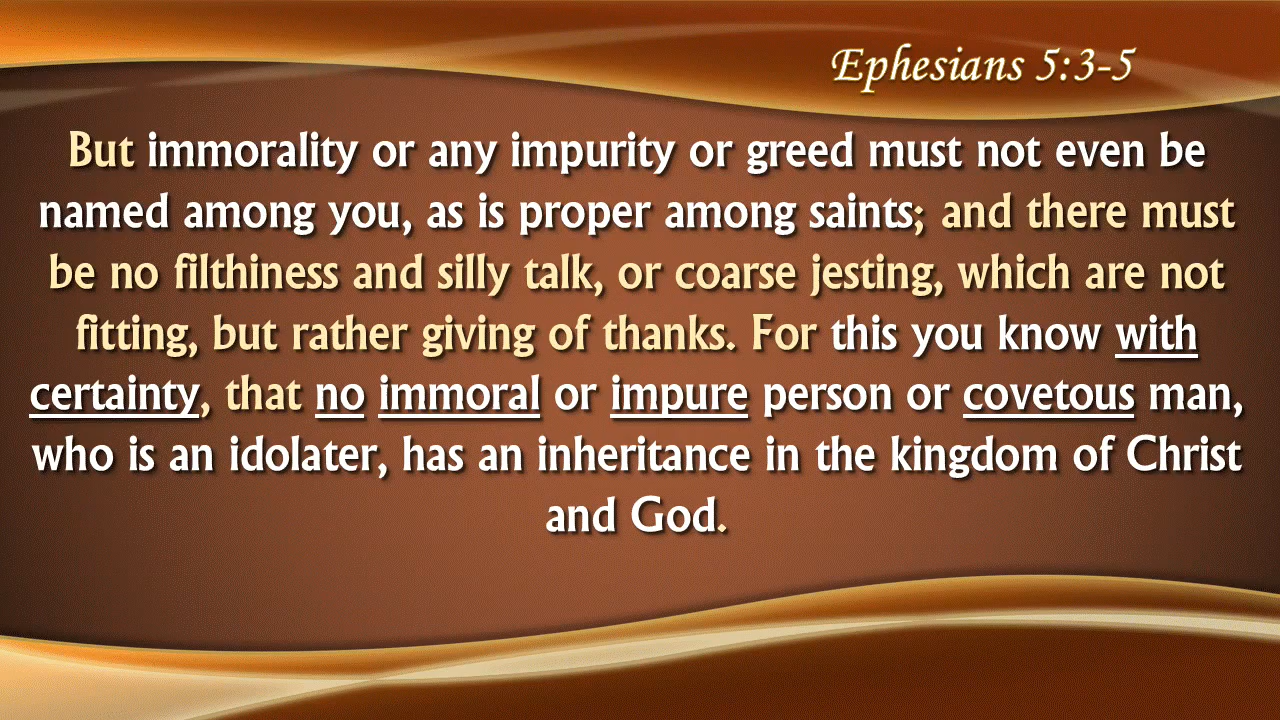 Ephesians 5:3-5
But immorality or any impurity or greed must not even be
named among you, as is proper among saints; and there must
be no filthiness and silly talk, or coarse jesting, which are not
fitting, but rather giving of thanks. For this you know with
certainty, that no immoral or impure person or covetous man,
who is an idolater, has an inheritance in the kingdom of Christ
and God.